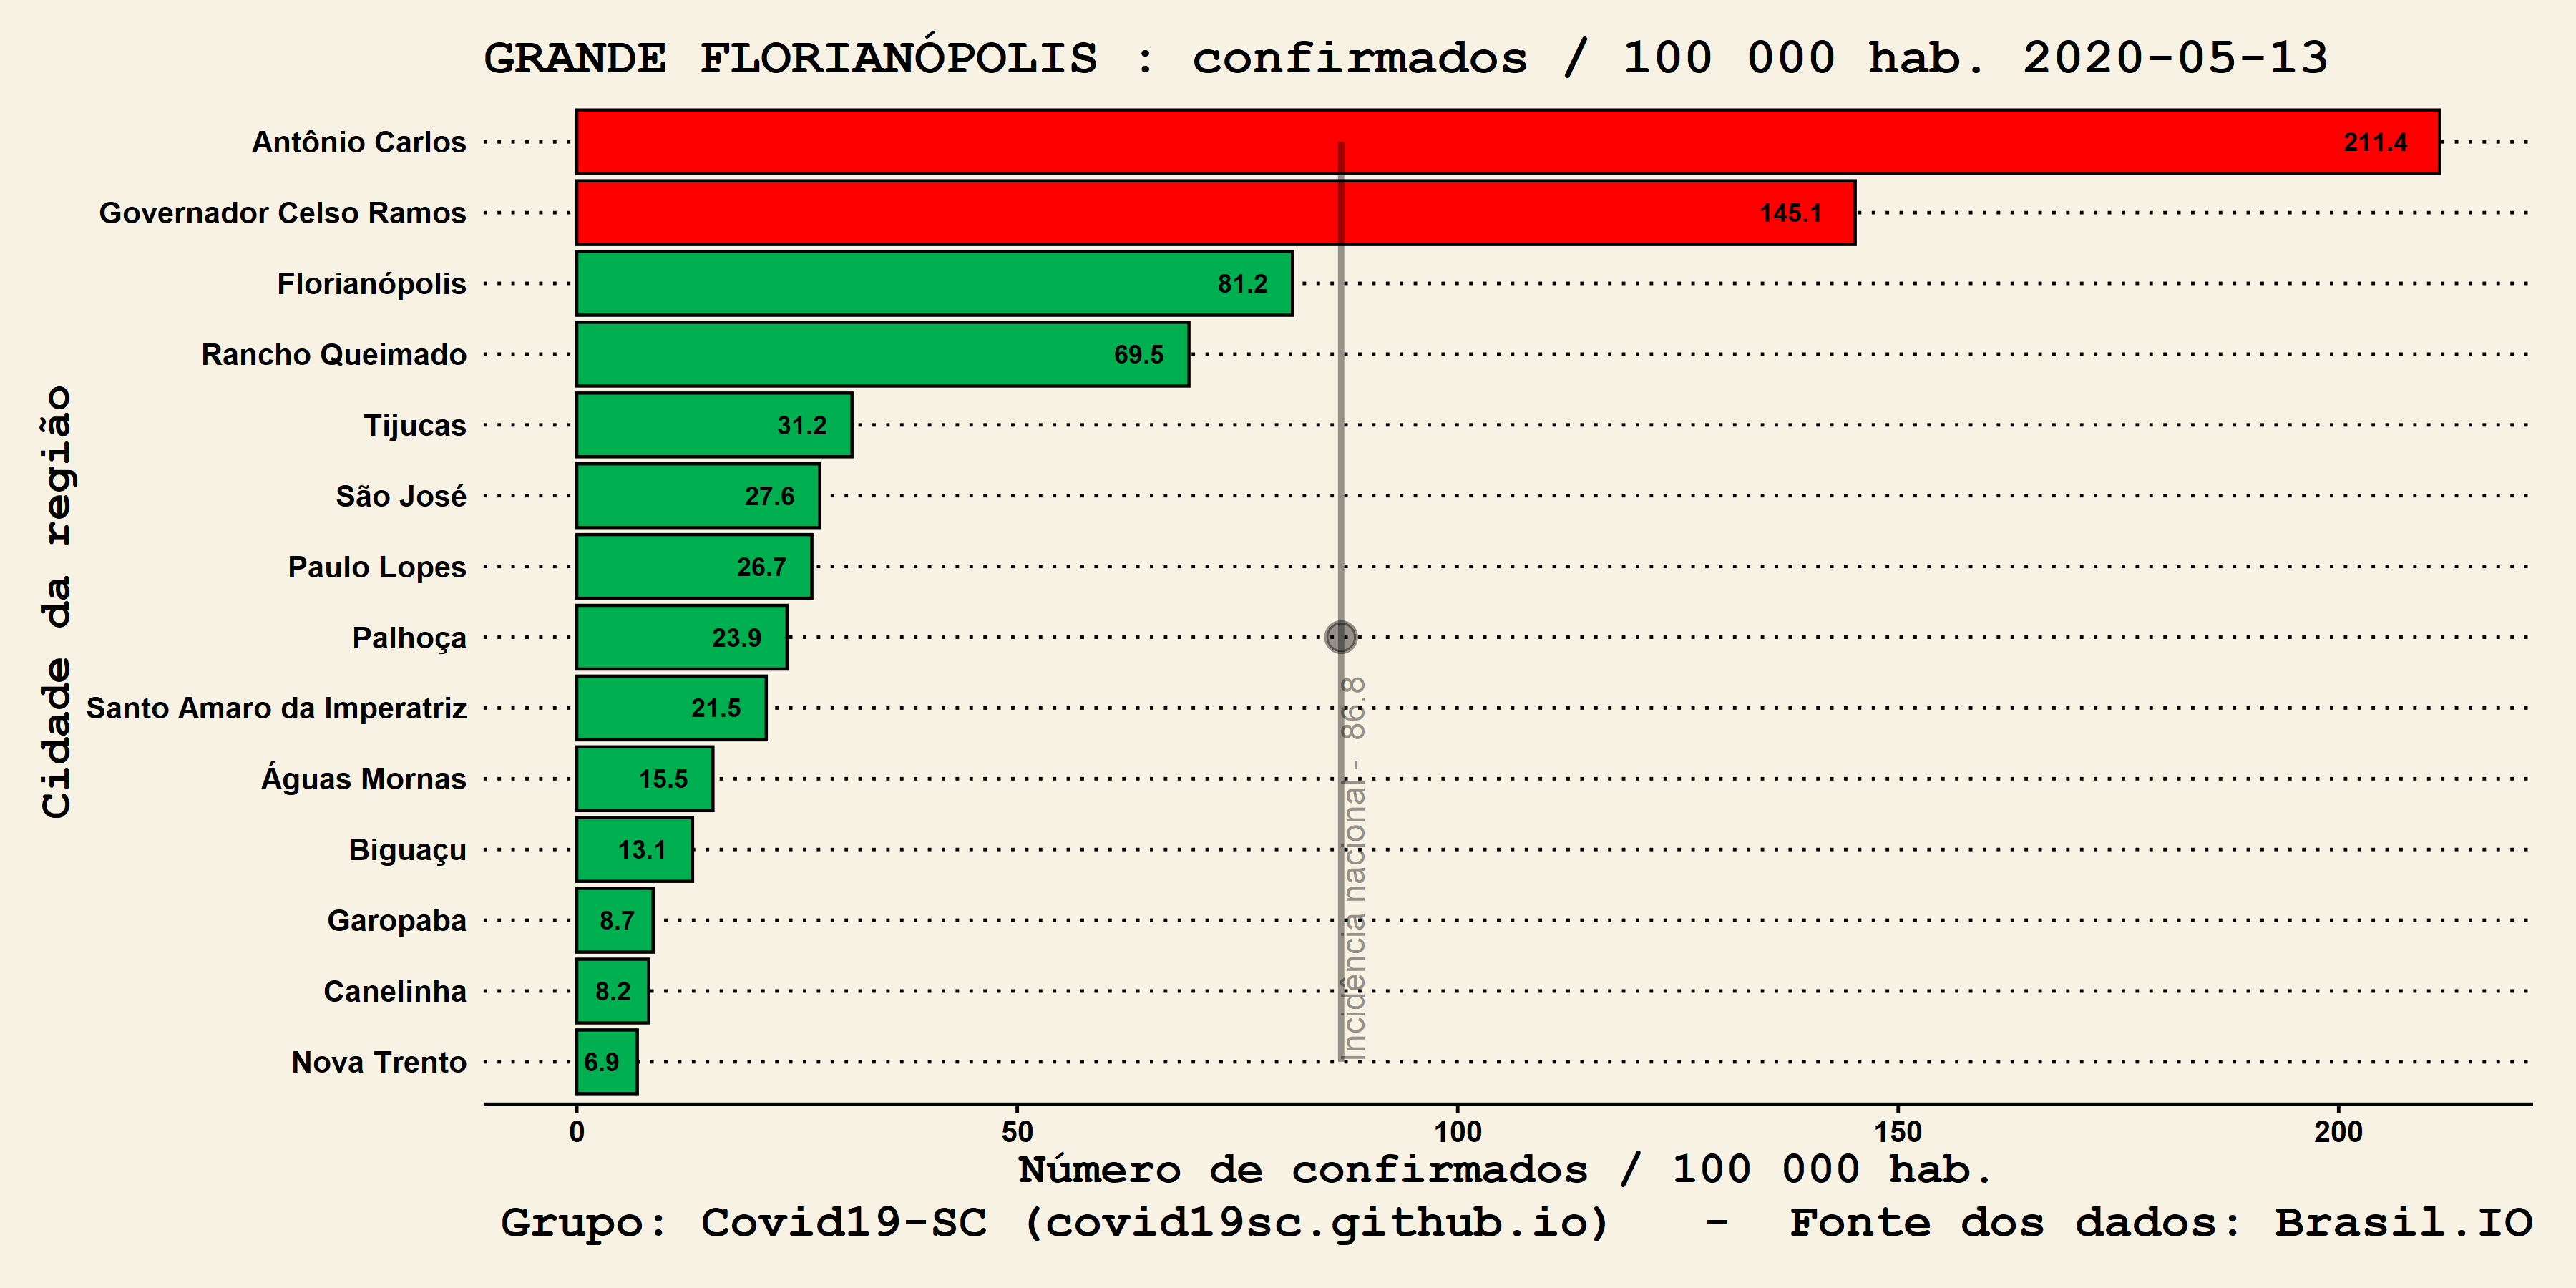 GRANDE FLORIANÓPOLIS : confirmados / 100 000 hab. 2020-05-13
Cidade da região
Antônio Carlos 211.4
Governador Celso Ramos 145.1
Florianópolis 81.2
Rancho Queimado 69.5
Tijucas 31.2
São José 27.6
Paulo Lopes 26.7
Palhoça 23.9
Santo Amaro da Imperatriz 21.5
Águas Mornas 15.5
Biguaçu 13.1
Garopaba 8.7
Canelinha 8.2
Nova Trento 6.9
Incidência nacional - 86.8
0 50 100 150 200
Número de confirmados / 100 000 hab.
Grupo: Covid19-SC (covid19sc.github.io) - Fonte dos dados: Brasil.IO